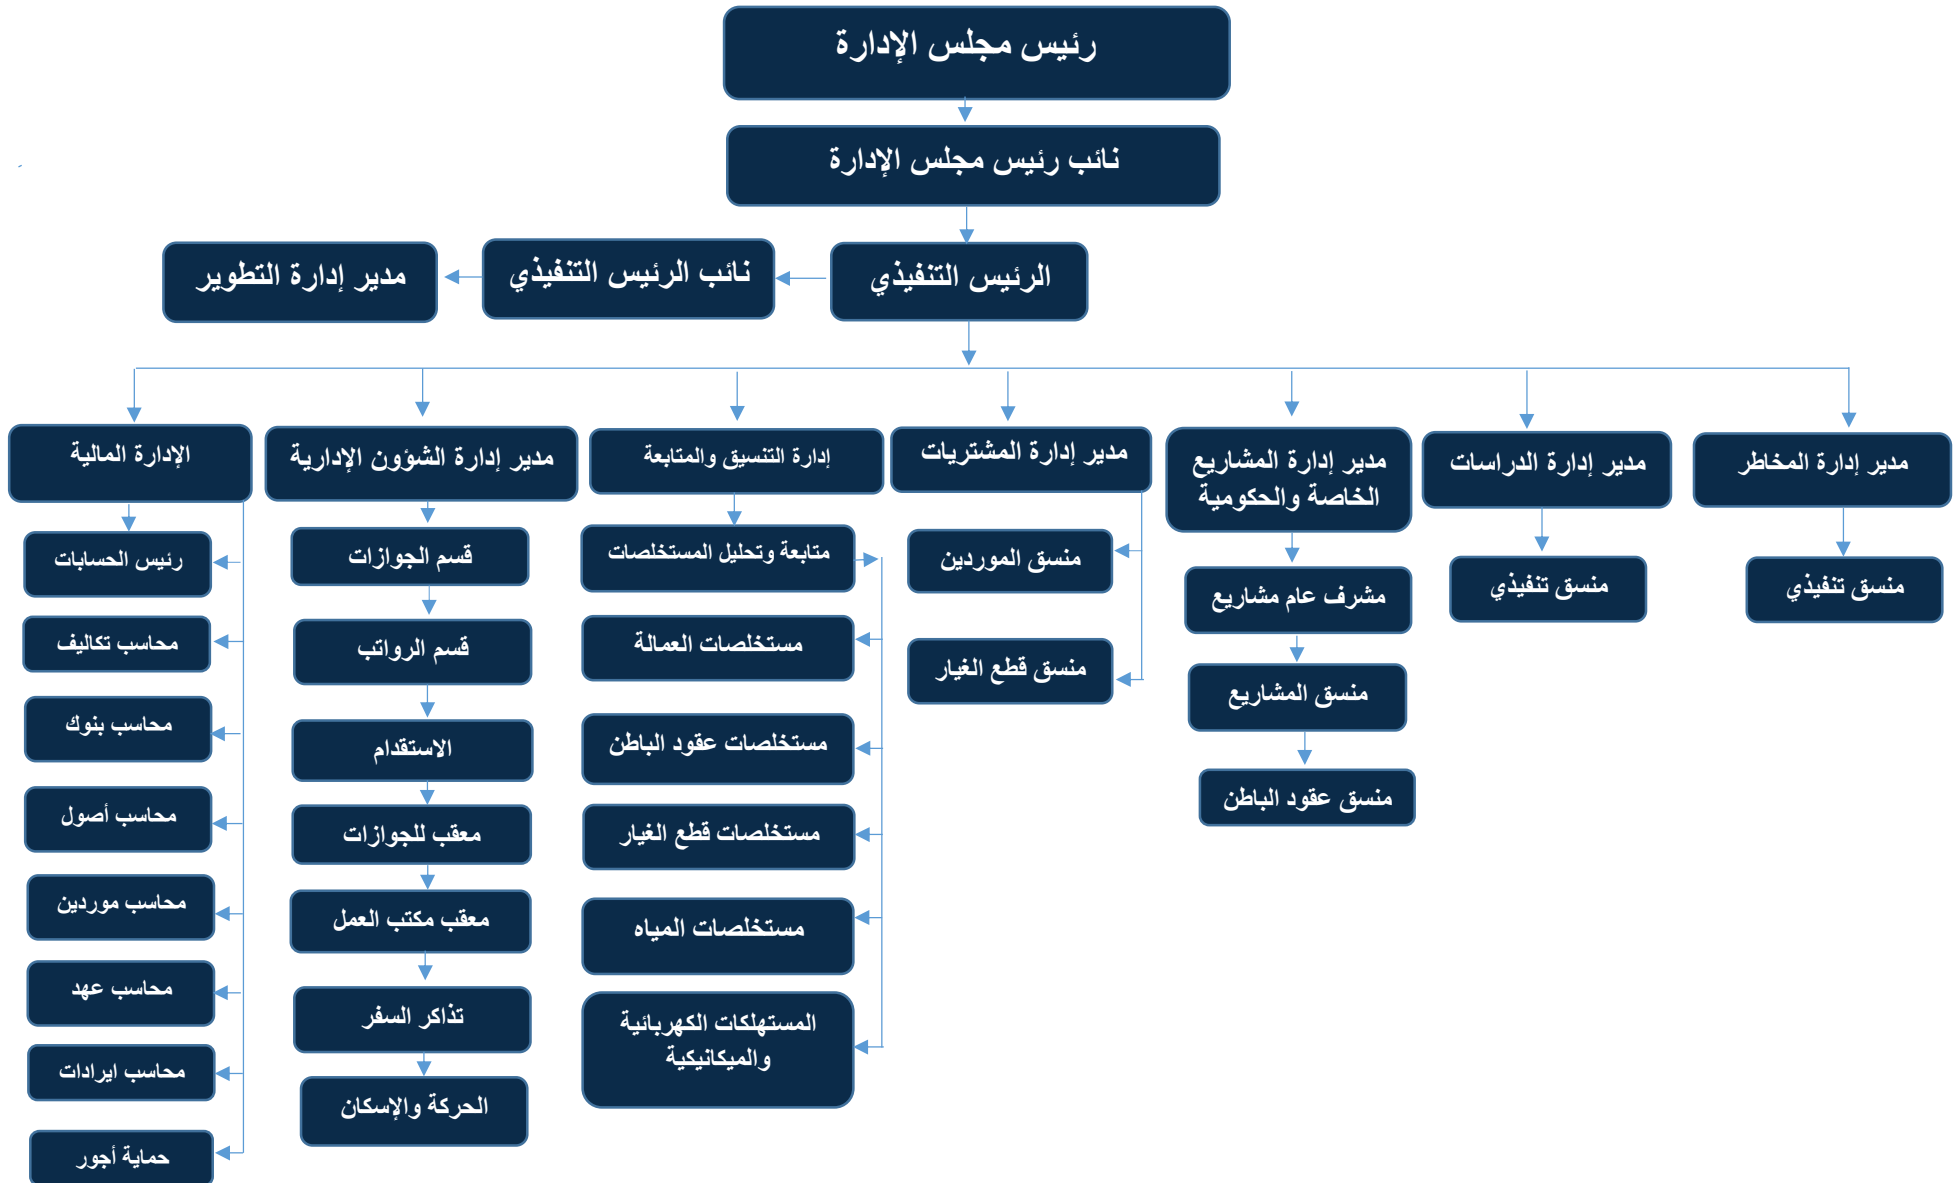 رئيس مجلس الإدارة
نائب رئيس مجلس الإدارة
الرئيس التنفيذي
نائب الرئيس التنفيذي
مدير إدارة التطوير
مدير إدارة المخاطر
منسق تنفيذي
مدير إدارة الدراسات
منسق تنفيذي
مدير إدارة المشاريع
الخاصة والحكومية
مشرف عام مشاريع
منسق المشاريع
منسق عقود الباطن
مدير إدارة المشتريات
منسق الموردين
منسق قطع الغيار
إدارة التنسيق والمتابعة
متابعة وتحليل المستخلصات
مستخلصات العمالة
مستخلصات عقود الباطن
مستخلصات قطع الغيار
مستخلصات المياه
المستهلكات الكهربائية
والميكانيكية
مدير إدارة الشؤون الإدارية
قسم الجوازات
قسم الرواتب
الاستقدام
معقب للجوازات
معقب مكتب العمل
تذاكر السفر
الحركة والإسكان
الإدارة المالية
رئيس الحسابات
محاسب تكاليف
محاسب بنوك
محاسب أصول
محاسب موردين
محاسب عهد
محاسب ايرادات
حماية أجور